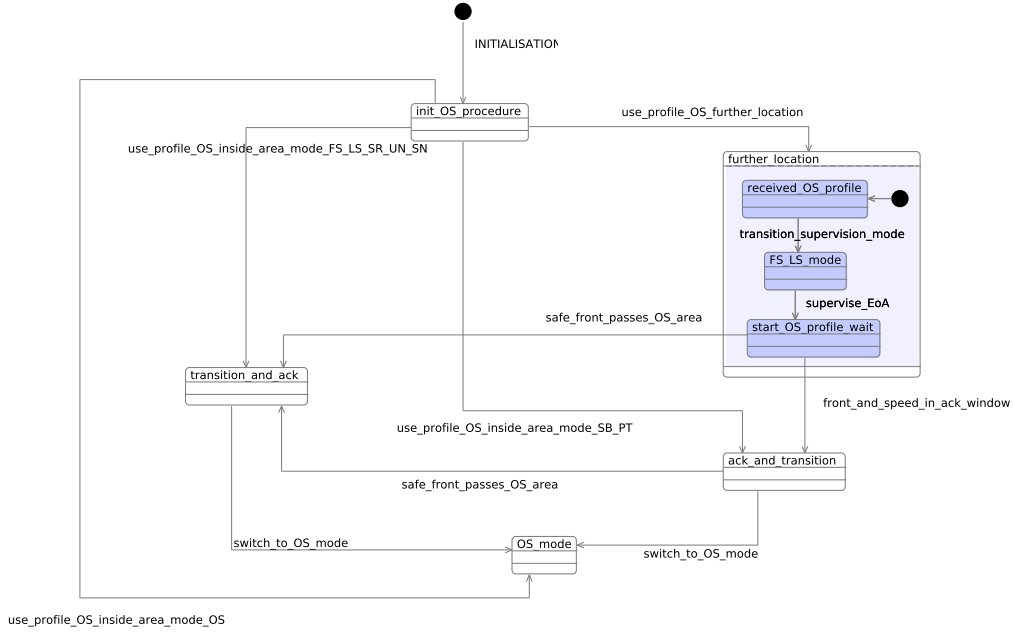 INITIALISATION
init_OS_procedure
use_profile_OS_further_location
use_profile_OS_inside_area_mode_FS_LS_SR_UN_SN
further_location
received_OS_profile
transition_supervision_mode
FS_LS_mode
supervise_EoA
safe_front_passes_OS_area
start_OS_profile_wait
transition_and_ack
front_and_speed_in_ack_window
use_profile_OS_inside_area_mode_SB_PT
ack_and_transition
safe_front_passes_OS_area
switch_to_OS_mode
OS_mode
switch_to_OS_mode
use_profile_OS_inside_area_mode_OS